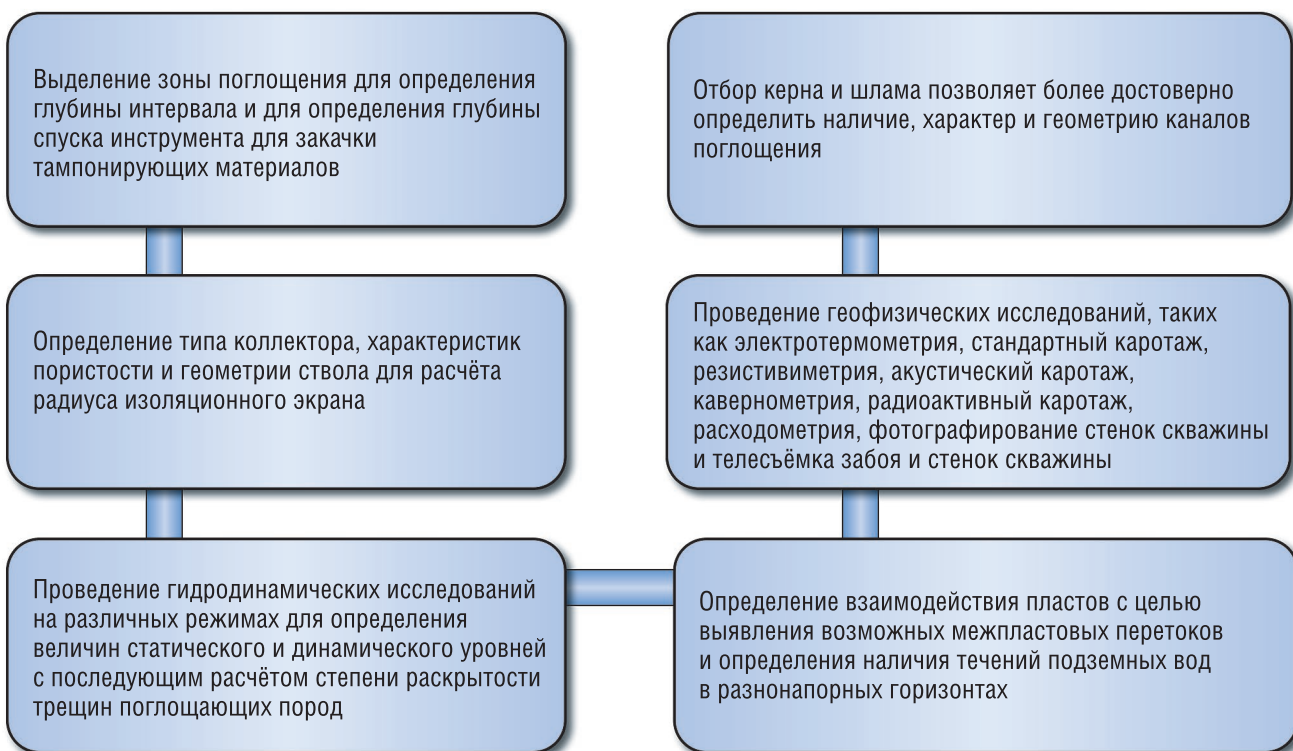 Выделение зоны поглощения для определения
глубины интервала и для определения глубины
спуска инструмента для закачки
тампонирующих материалов
Определение типа коллектора, характеристик
пористости и геометрии ствола для расчёта
радиуса изоляционного экрана
Проведение гидродинамических исследований
на различных режимах для определения
величин статического и динамического уровней
с последующим расчётом степени раскрытости
трещин поглощающих пород
Определение взаимодействия пластов с целью
выявления возможных межпластовых перетоков
и определения наличия течений подземных вод
в разнонапорных горизонтах
Проведение геофизических исследований, таких
как электротермометрия, стандартный каротаж,
резистивиметрия, акустический каротаж,
кавернометрия, радиоактивный каротаж,
расходометрия, фотографирование стенок скважины
и телесъёмка забоя и стенок скважины
Отбор керна и шлама позволяет более достоверно
определить наличие, характер и геометрию каналов
поглощения